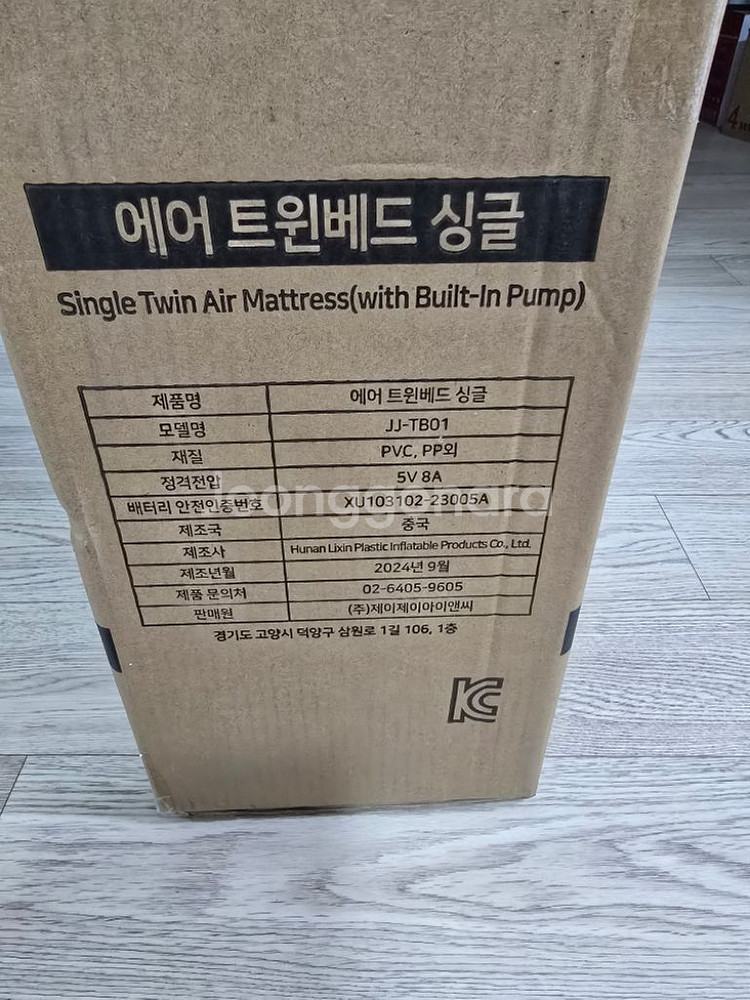 에어 트윈베드 싱글
Single Twin Air Mattress(with Built-In Pump)
제품명 에어 트윈베드 싱글
모델명 JJ-TB01
재질 PVC, PP외
정격전압 5V 8A
배터리 안전인증번호 XU103102-23005A
제조국 중국
제조사 Hunan Lixin Plastic Inflatable Products Co., Ltd.
제조년월 2024년 9월
제품 문의처 02-6405-9605
판매원 (주)제이제이아이앤씨
경기도 고양시 덕양구 삼원로 1길 106, 1층
KC
joonggonara
4